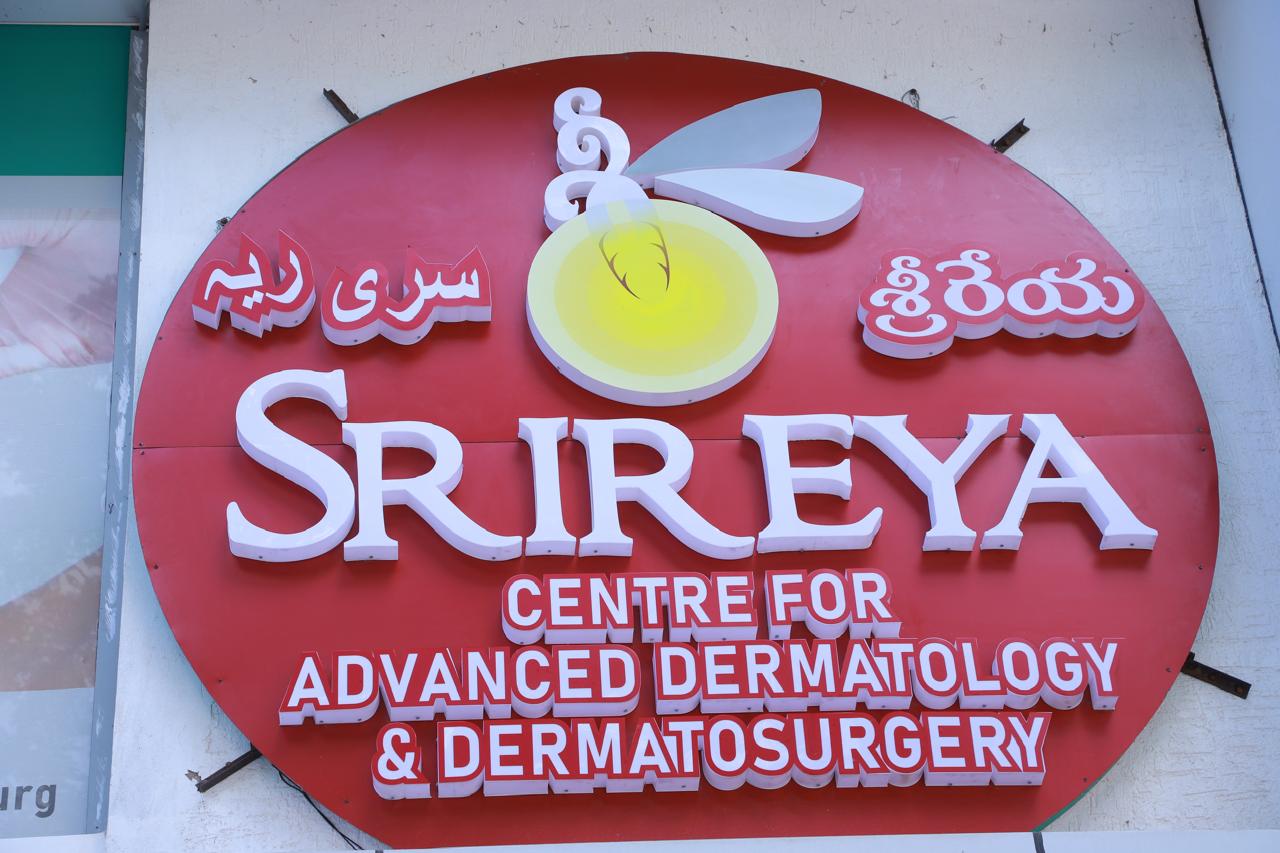 سری ریہ
శ్రీరేయ
SRIREYA
CENTRE FOR
ADVANCED DERMATOLOGY
& DERMATOSURGERY